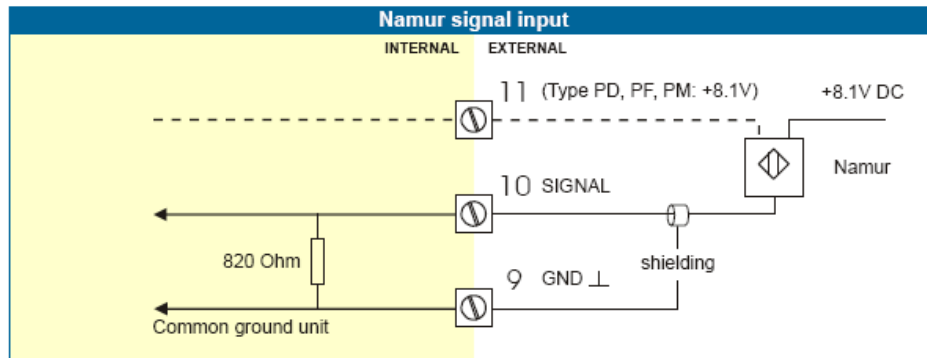 Namur signal input
INTERNAL EXTERNAL
11 (Type PD, PF, PM: +8.1V) +8.1V DC
Namur
10 SIGNAL
820 Ohm
shielding
9 GND ⊥
Common ground unit